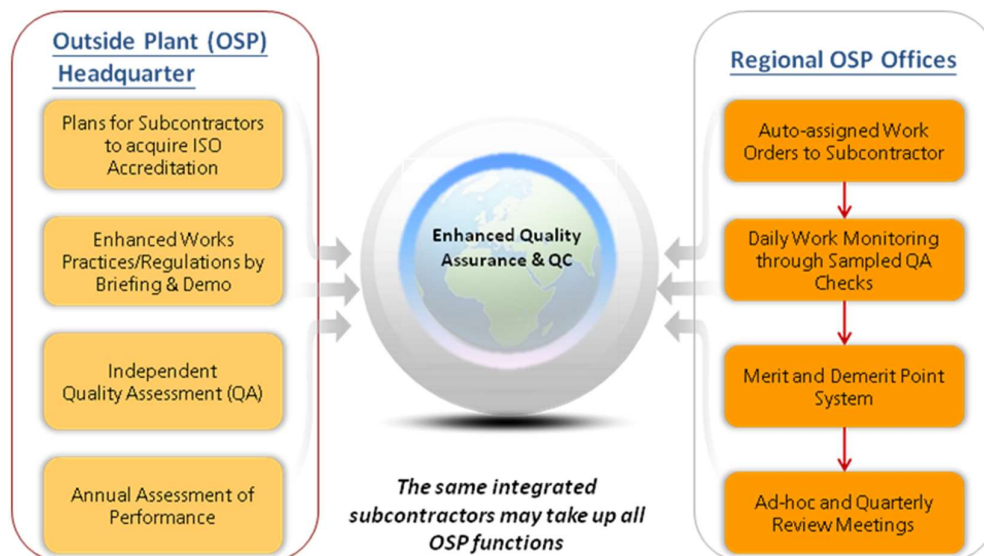 Outside Plant (OSP)
Headquarter
Plans for Subcontractors
to acquire ISO
Accreditation
Enhanced Works
Practices/Regulations by
Briefing & Demo
Independent
Quality Assessment (QA)
Annual Assessment of
Performance
Enhanced Quality
Assurance & QC
The same integrated
subcontractors may take up all
OSP functions
Regional OSP Offices
Auto-assigned Work
Orders to Subcontractor
Daily Work Monitoring
through Sampled QA
Checks
Merit and Demerit Point
System
Ad-hoc and Quarterly
Review Meetings